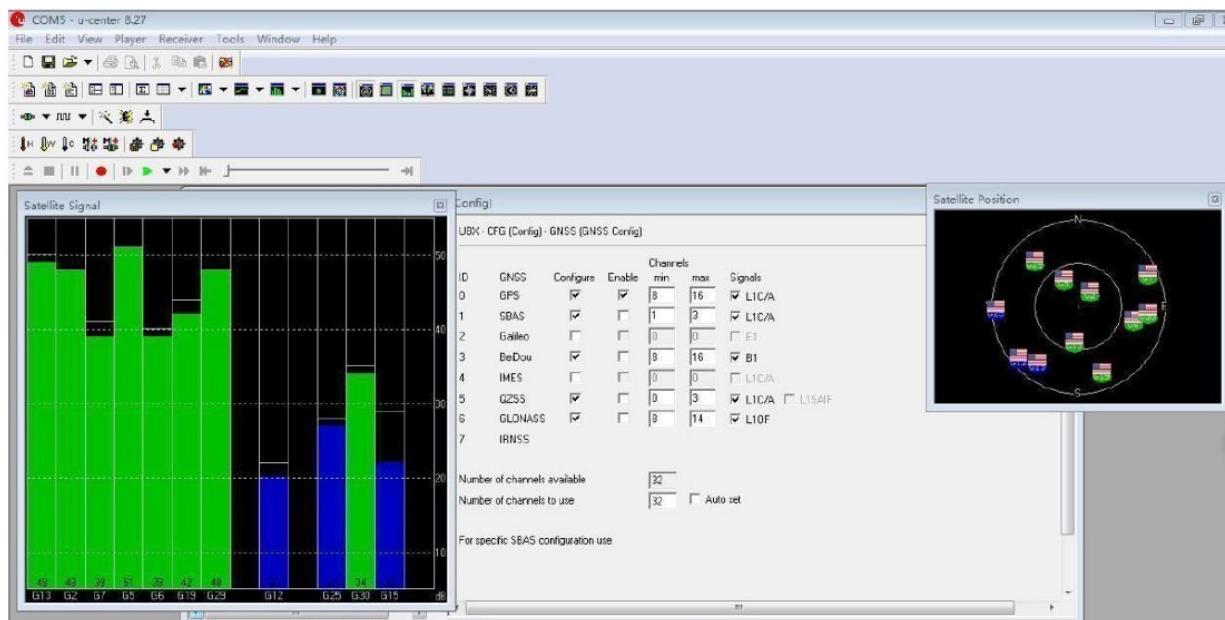 COM5 - u-center 8.27
File Edit View Player Receiver Tools Window Help
Satellite Signal
50
40
30
20
10
dB
49 39 51 39 42 48 34
G13 G2 G7 G5 G6 G19 G29 G12 G25 G30 G15
Config)
UBX - CFG (Config) - GNSS (GNSS Config)
Channels
ID GNSS Configure Enable min max Signals
0 GPS 8 16 L1C/A
1 SBAS 1 3 L1C/A
2 Galileo 0 0 E1
3 BeiDou 8 16 B1
4 IMES 0 0 L1C/A
5 QZSS 0 3 L1C/A L1SAIF
6 GLONASS 8 14 L1OF
7 IRNSS
Number of channels available 32
Number of channels to use 32 Auto set
For specific SBAS configuration use
Satellite Position
N
E
S